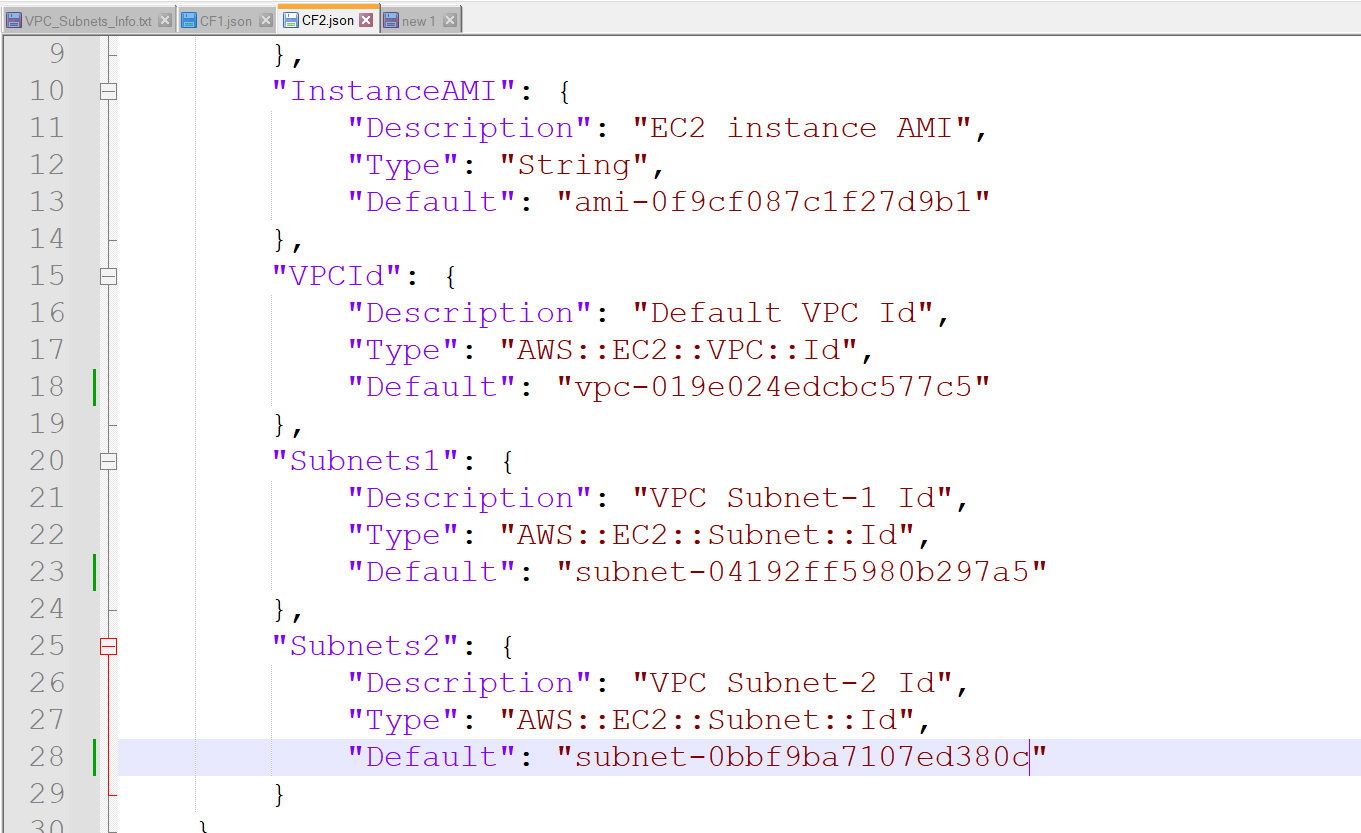 VPC_Subnets_Info.txt CF1.json CF2.json new 1
9 },
10 "InstanceAMI": {
11 "Description": "EC2 instance AMI",
12 "Type": "String",
13 "Default": "ami-0f9cf087c1f27d9b1"
14 },
15 "VPCId": {
16 "Description": "Default VPC Id",
17 "Type": "AWS::EC2::VPC::Id",
18 "Default": "vpc-019e024edcbc577c5"
19 },
20 "Subnets1": {
21 "Description": "VPC Subnet-1 Id",
22 "Type": "AWS::EC2::Subnet::Id",
23 "Default": "subnet-04192ff5980b297a5"
24 },
25 "Subnets2": {
26 "Description": "VPC Subnet-2 Id",
27 "Type": "AWS::EC2::Subnet::Id",
28 "Default": "subnet-0bbf9ba7107ed380c"
29 }
30 }